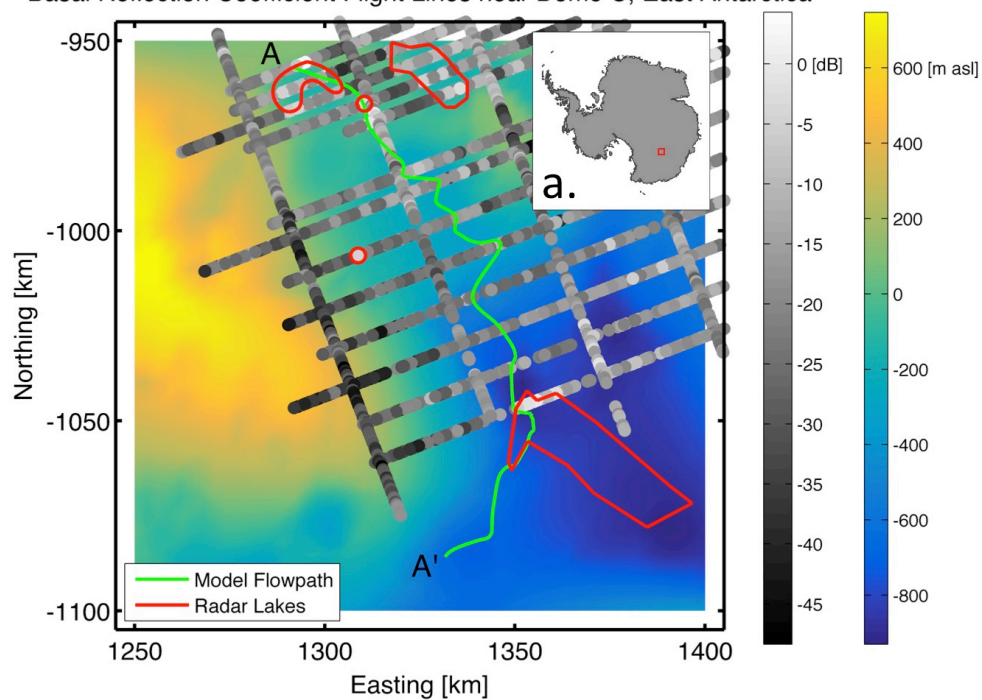 Basal Reflection Coefficient Flight Lines near Dome C, East Antarctica
-950
-1000
-1050
-1100
Northing [km]
1250
1300
1350
1400
Easting [km]
A
A'
a.
Model Flowpath
Radar Lakes
0 [dB]
-5
-10
-15
-20
-25
-30
-35
-40
-45
600 [m asl]
400
200
0
-200
-400
-600
-800